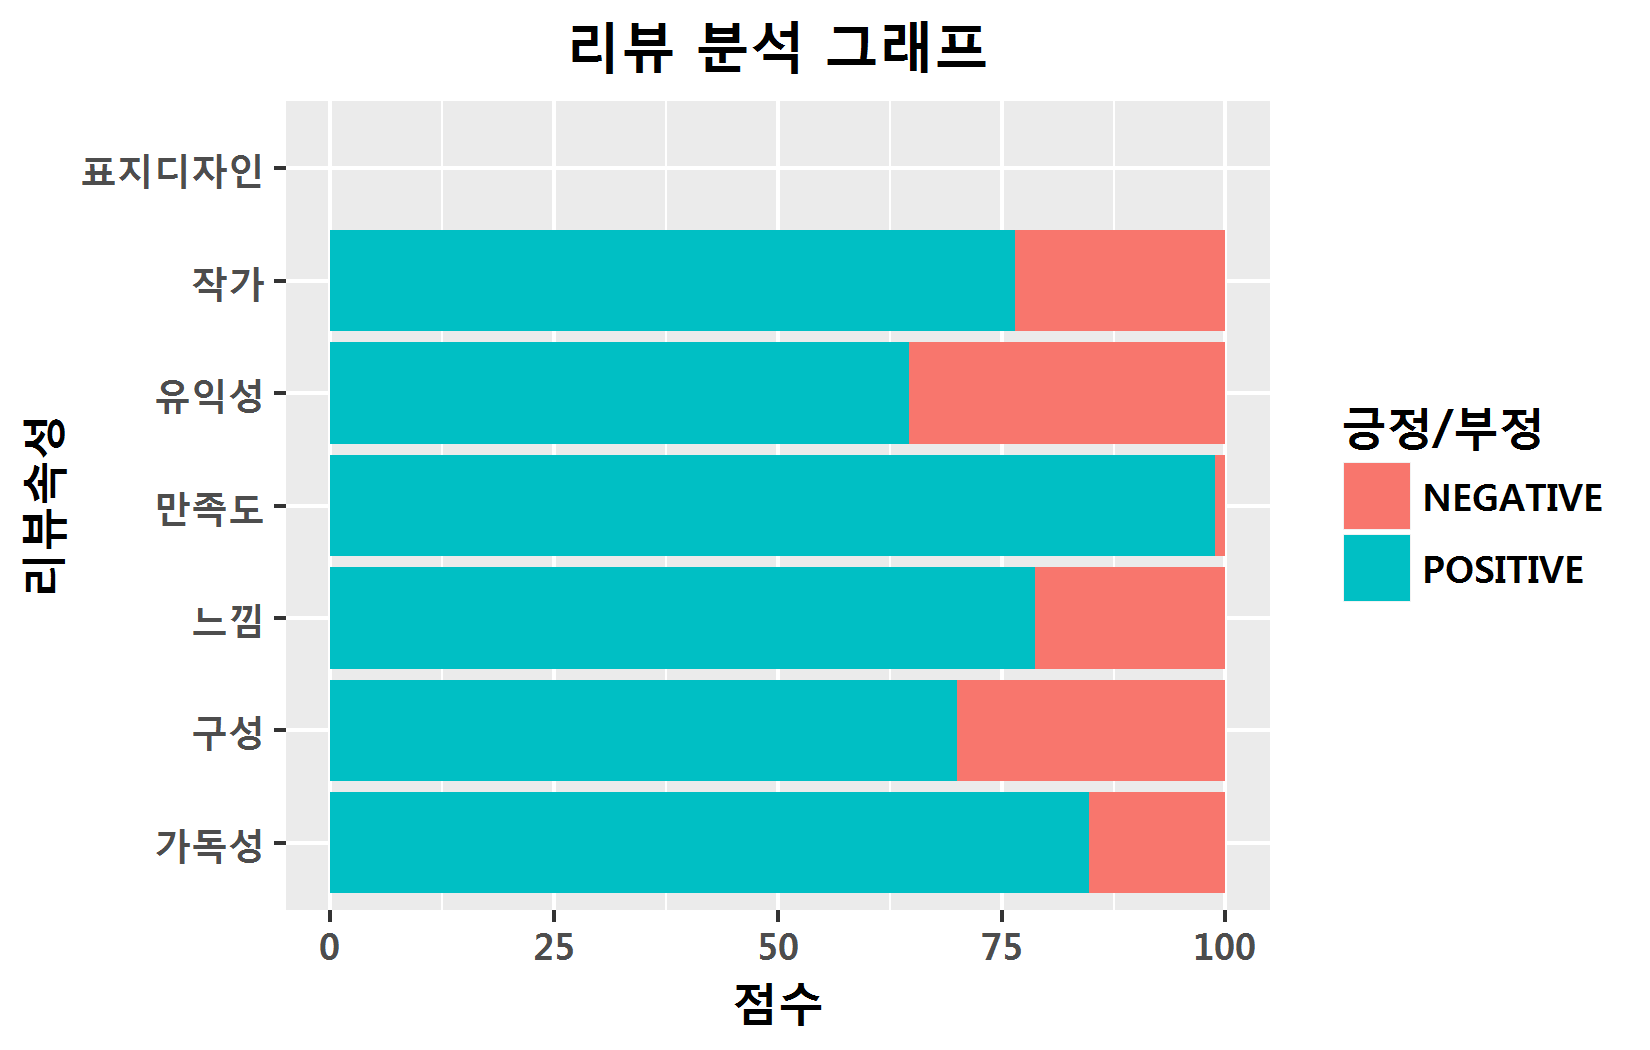 리뷰 분석 그래프
리뷰속성
표지디자인
작가
유익성
만족도
느낌
구성
가독성
0 25 50 75 100
점수
긍정/부정
NEGATIVE
POSITIVE